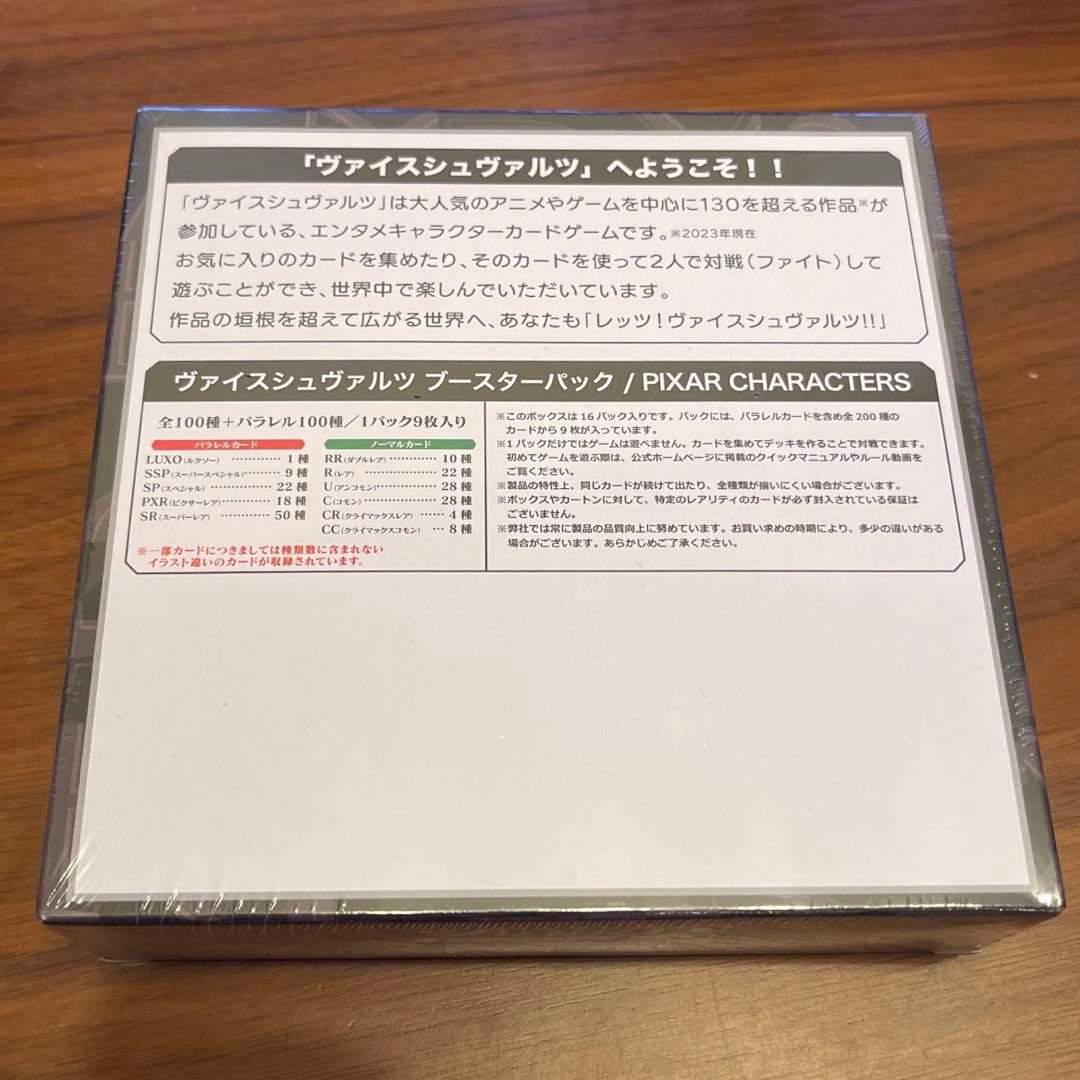 「ヴァイスシュヴァルツ」へようこそ！！
「ヴァイスシュヴァルツ」は大人気のアニメやゲームを中心に130を超える作品※が
参加している、エンタメキャラクターカードゲームです。※2023年現在
お気に入りのカードを集めたり、そのカードを使って2人で対戦（ファイト）して
遊ぶことができ、世界中で楽しんでいただいています。
作品の垣根を超えて広がる世界へ、あなたも「レッツ！ヴァイスシュヴァルツ!!」
ヴァイスシュヴァルツ ブースターパック / PIXAR CHARACTERS
全100種＋パラレル100種／1パック9枚入り
パラレルカード
LUXO（ルクソー） ………… 1種
SSP（スーパースペシャル）……… 9種
SP（スペシャル）………… 22種
PXR（ピクサーレア）………… 18種
SR（スーパーレア）………… 50種
ノーマルカード
RR（ダブルレア）………… 10種
R（レア）………… 22種
U（アンコモン）………… 28種
C（コモン）………… 28種
CR（クライマックスレア）…… 4種
CC（クライマックスコモン） … 8種
※一部カードにつきましては種類数に含まれない
イラスト違いのカードが収録されています。
※このボックスは16パック入りです。パックには、パラレルカードを含め全200種の
カードから9枚が入っています。
※1パックだけではゲームは遊べません。カードを集めてデッキを作ることで対戦できます。
初めてゲームを遊ぶ際は、公式ホームページに掲載のクイックマニュアルやルール動画を
ご覧ください。
※製品の特性上、同じカードが続けて出たり、全種類が揃いにくい場合がございます。
※ボックスやカートンに対して、特定のレアリティのカードが必ず封入されている保証は
ございません。
※弊社では常に製品の品質向上に努めています。お買い求めの時期により、多少の違いがある
場合がございます。あらかじめご了承ください。